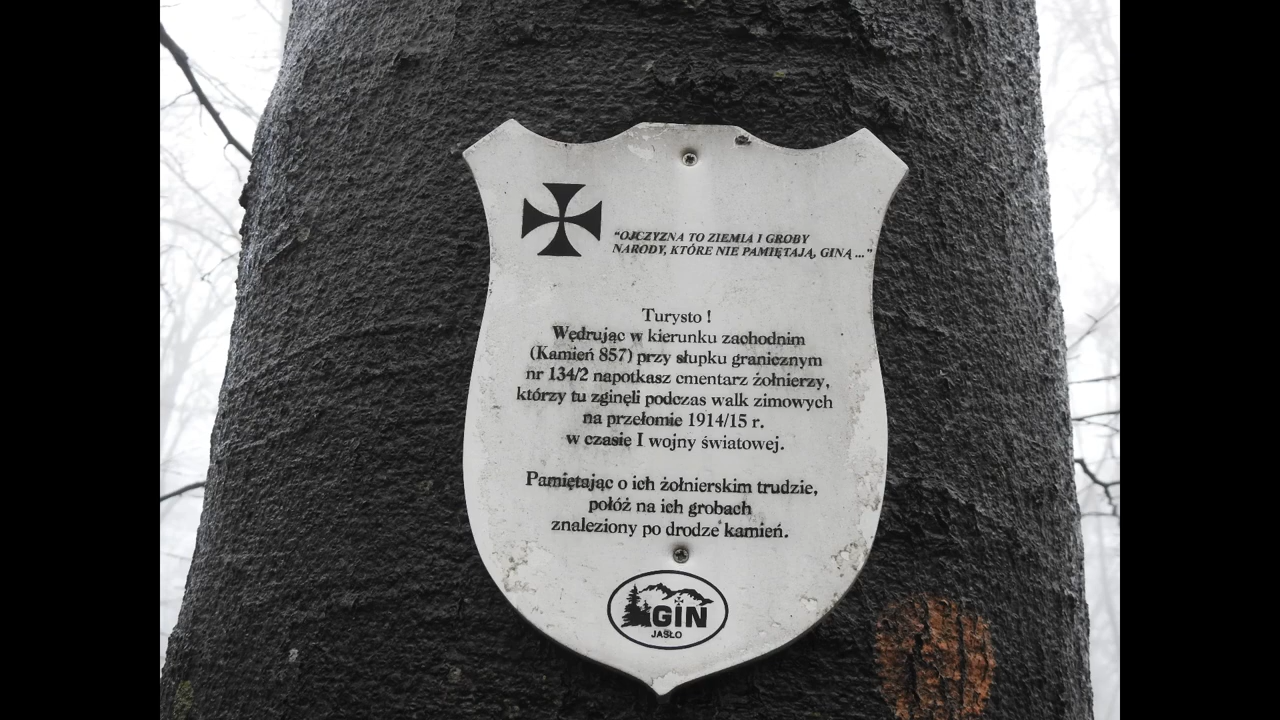 “OJCZYZNA TO ZIEMIA I GROBY
NARODY, KTÓRE NIE PAMIĘTAJĄ, GINĄ ...”
Turysto !
Wędrując w kierunku zachodnim
(Kamień 857) przy słupku granicznym
nr 134/2 napotkasz cmentarz żołnierzy,
którzy tu zginęli podczas walk zimowych
na przełomie 1914/15 r.
w czasie I wojny światowej.
Pamiętając o ich żołnierskim trudzie,
połóż na ich grobach
znaleziony po drodze kamień.
GIN
JASŁO